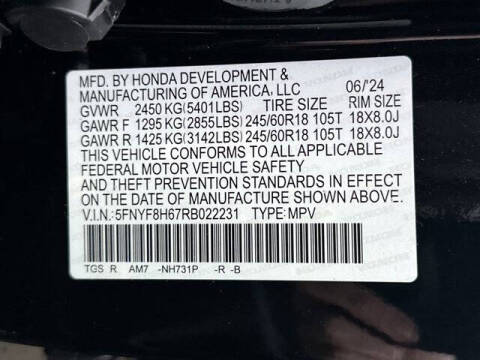 MFD. BY HONDA DEVELOPMENT &
MANUFACTURING OF AMERICA, LLC 06/'24
GVWR 2450 KG(5401LBS) TIRE SIZE RIM SIZE
GAWR F 1295 KG(2855LBS) 245/60R18 105T 18X8.0J
GAWR R 1425 KG(3142LBS) 245/60R18 105T 18X8.0J
THIS VEHICLE CONFORMS TO ALL APPLICABLE
FEDERAL MOTOR VEHICLE SAFETY
AND THEFT PREVENTION STANDARDS IN EFFECT
ON THE DATE OF MANUFACTURE SHOWN ABOVE.
V.I.N.:5FNYF8H67RB022231 TYPE:MPV
TGS R AM7 -NH731P -R -B